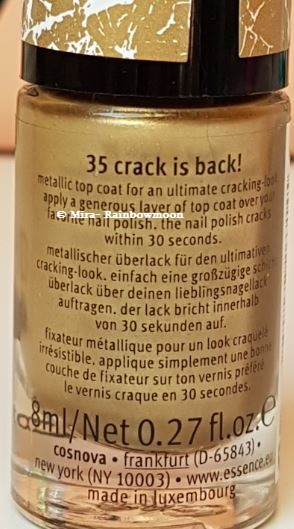 35 crack is back!
metallic top coat for an ultimate cracking-look.
apply a generous layer of top coat over your
© Mira - Rainbowmoon
favorite nail polish. the nail polish cracks
within 30 seconds.
metallischer überlack für den ultimativen
cracking-look. einfach eine großzügige schicht
überlack über deinen lieblingsnagellack
auftragen. der lack bricht innerhalb
von 30 sekunden auf.
fixateur métallique pour un look craquelé
irrésistible. applique simplement une bonne
couche de fixateur sur ton vernis préféré
le vernis craque en 30 secondes.
8ml/Net 0.27 fl.oz.e
cosnova • frankfurt (D-65843) •
new york (NY 10003) • www.essence.eu
made in luxembourg